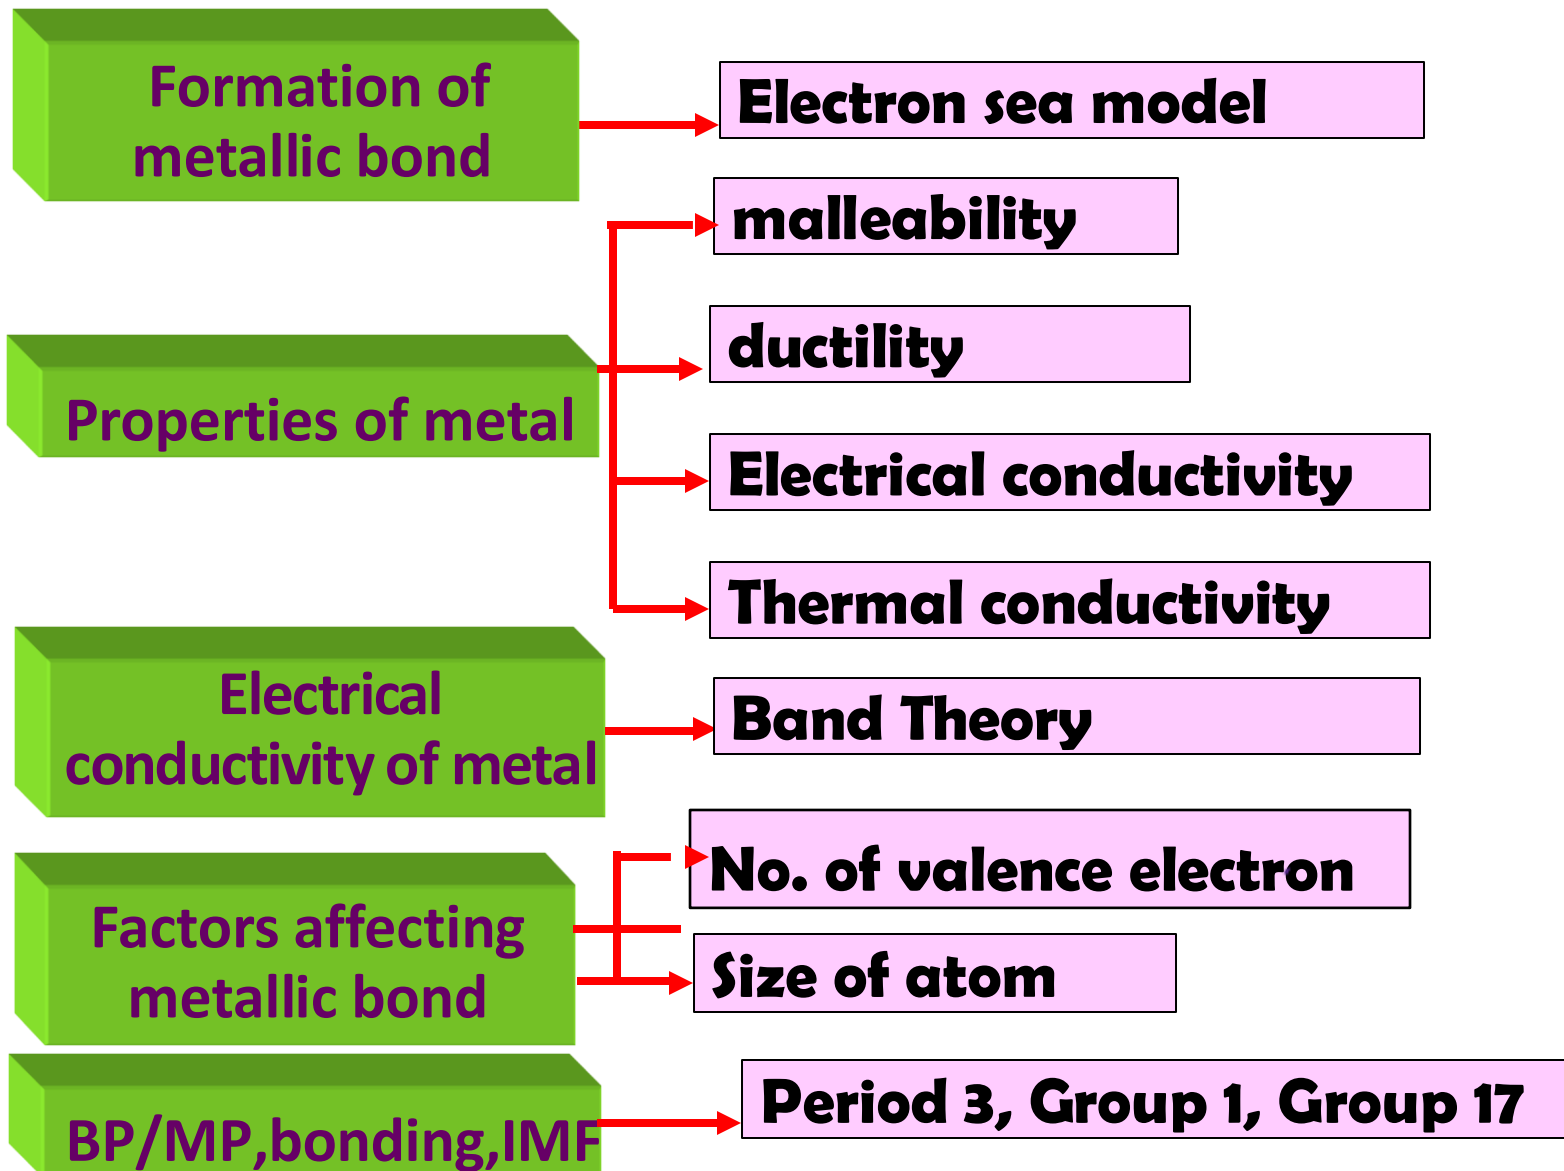 Formation of
metallic bond
Electron sea model
Properties of metal
malleability
ductility
Electrical conductivity
Thermal conductivity
Electrical
conductivity of metal
Band Theory
Factors affecting
metallic bond
No. of valence electron
Size of atom
BP/MP,bonding,IMF
Period 3, Group 1, Group 17